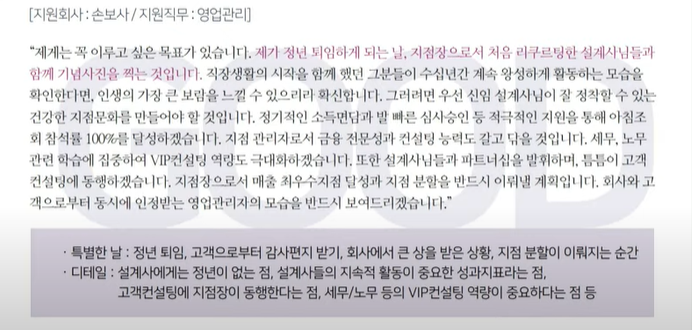 [지원회사 : 손보사 / 지원직무 : 영업관리]
“제게는 꼭 이루고 싶은 목표가 있습니다. 제가 정년 퇴임하게 되는 날, 지점장으로서 처음 리쿠르팅한 설계사님들과
함께 기념사진을 찍는 것입니다. 직장생활의 시작을 함께 했던 그분들이 수십년간 계속 왕성하게 활동하는 모습을
확인한다면, 인생의 가장 큰 보람을 느낄 수 있으리라 확신합니다. 그러려면 우선 신임 설계사님이 잘 정착할 수 있는
건강한 지점문화를 만들어야 할 것입니다. 정기적인 소득면담과 발 빠른 심사승인 등 적극적인 지원을 통해 아침조
회 참석률 100%를 달성하겠습니다. 지점 관리자로서 금융 전문성과 컨설팅 능력도 갈고 닦을 것입니다. 세무, 노무
관련 학습에 집중하여 VIP컨설팅 역량도 극대화하겠습니다. 또한 설계사님들과 파트너십을 발휘하며, 틈틈이 고객
컨설팅에 동행하겠습니다. 지점장으로서 매출 최우수지점 달성과 지점 분할을 반드시 이뤄낼 계획입니다. 회사와 고
객으로부터 동시에 인정받는 영업관리자의 모습을 반드시 보여드리겠습니다.”
GOOD
· 특별한 날 : 정년 퇴임, 고객으로부터 감사편지 받기, 회사에서 큰 상을 받은 상황, 지점 분할이 이뤄지는 순간
· 디테일 : 설계사에게는 정년이 없는 점, 설계사들의 지속적 활동이 중요한 성과지표라는 점,
고객컨설팅에 지점장이 동행한다는 점, 세무/노무 등의 VIP컨설팅 역량이 중요하다는 점 등